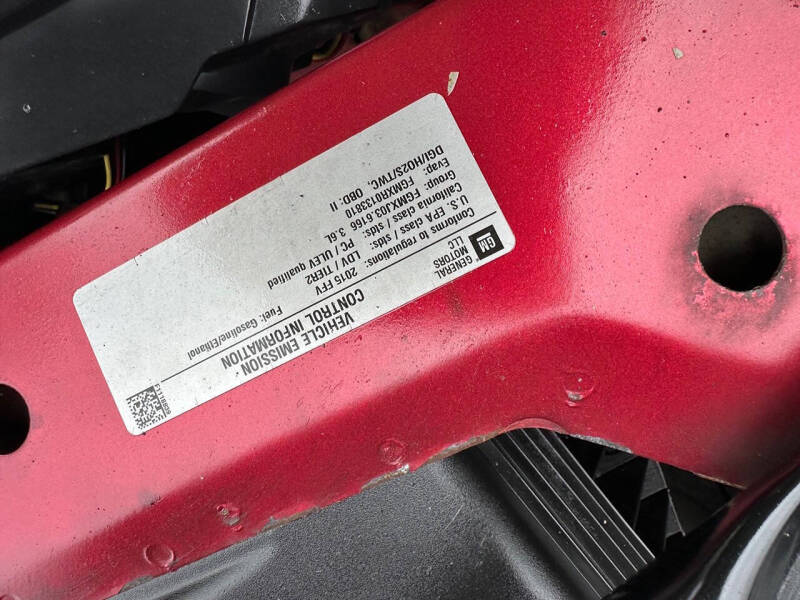 GM
GENERAL
MOTORS
LLC
VEHICLE EMISSION
CONTROL INFORMATION
Conforms to regulations: 2015 FFV
U.S. EPA class / stds: LDV / TIER2
California class / stds: PC / ULEV qualified
Group: FGMXJ03.6166 3.6L
Evap: FGMXR0133810
DGI/HO2S/TWC, OBD: II
Fuel: Gasoline/Ethanol